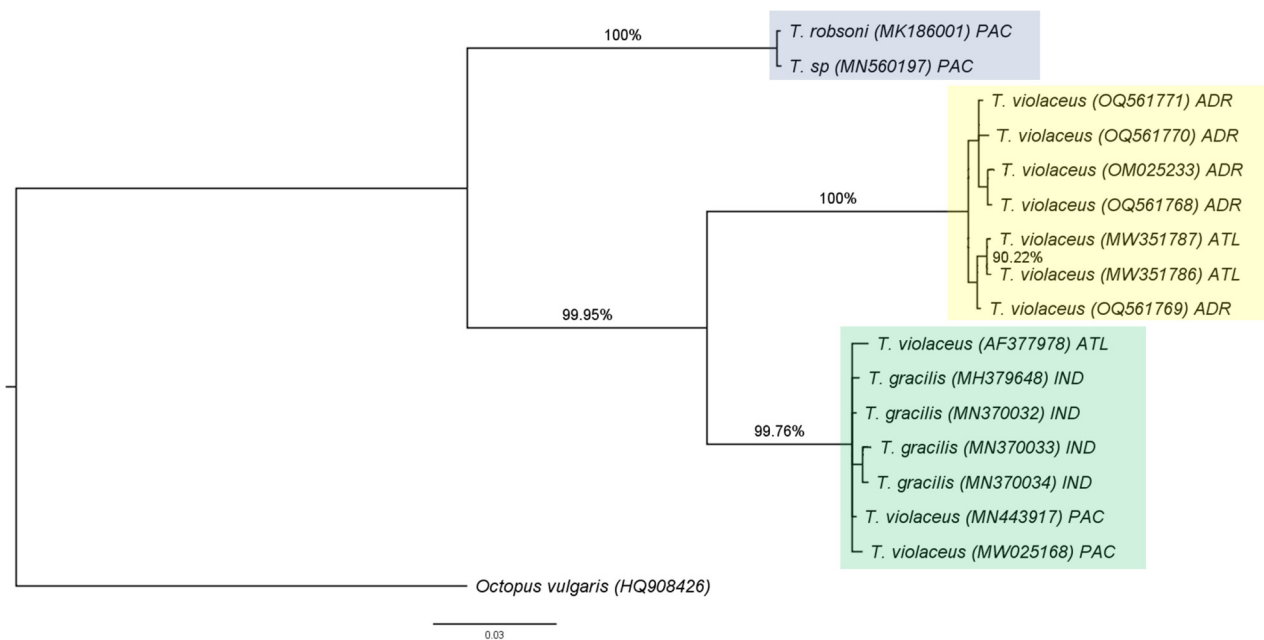 100%
T. robsoni (MK186001) PAC
T. sp (MN560197) PAC
T. violaceus (OQ561771) ADR
T. violaceus (OQ561770) ADR
T. violaceus (OM025233) ADR
100%
T. violaceus (OQ561768) ADR
T. violaceus (MW351787) ATL
90.22%
T. violaceus (MW351786) ATL
T. violaceus (OQ561769) ADR
99.95%
T. violaceus (AF377978) ATL
T. gracilis (MH379648) IND
T. gracilis (MN370032) IND
99.76%
T. gracilis (MN370033) IND
T. gracilis (MN370034) IND
T. violaceus (MN443917) PAC
T. violaceus (MW025168) PAC
Octopus vulgaris (HQ908426)
0.03